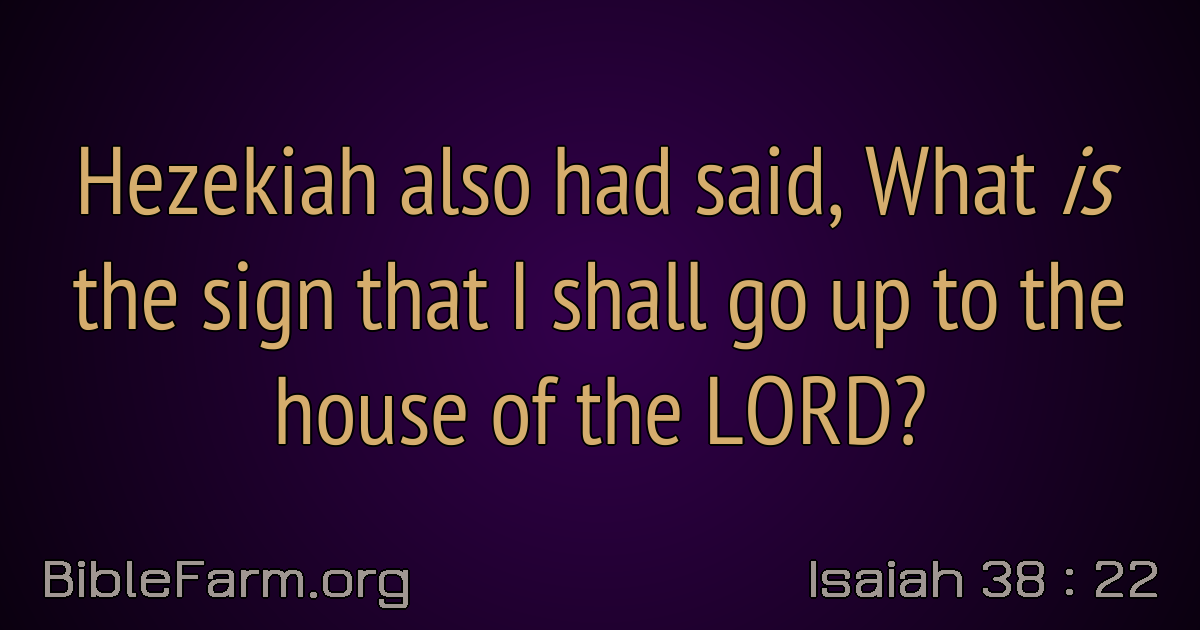 Hezekiah also had said, What is
the sign that I shall go up to the
house of the LORD?
BibleFarm.org
Isaiah 38 : 22